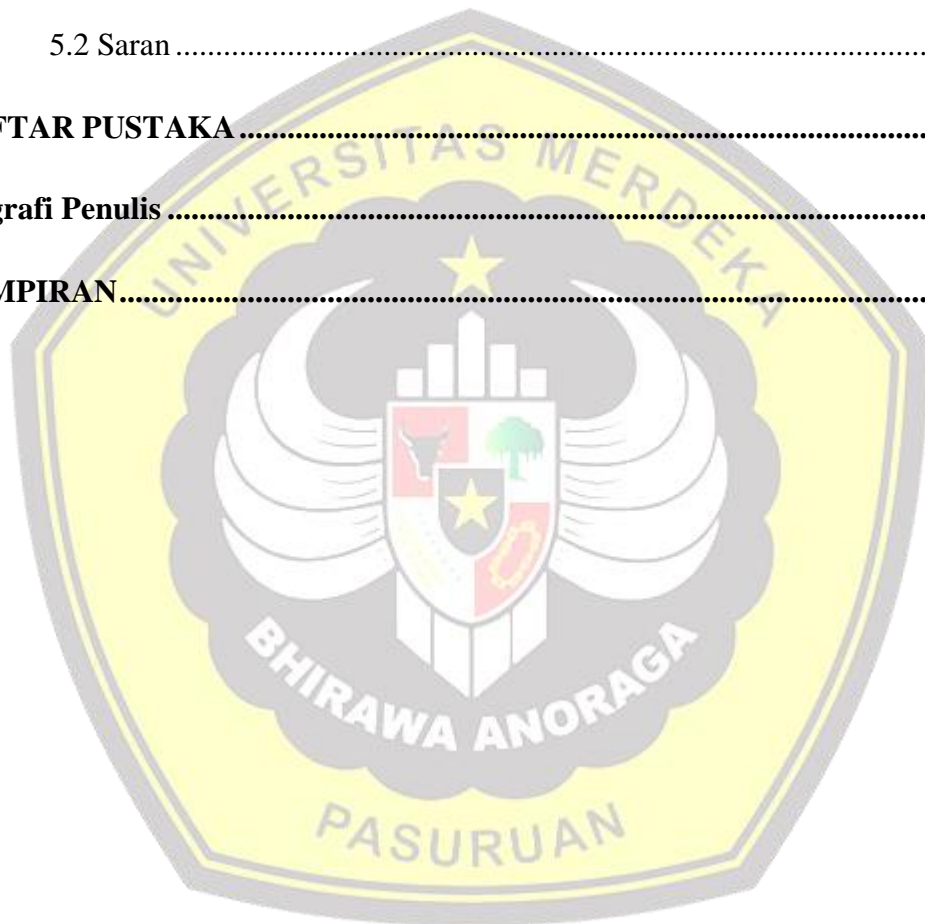 5.2 Saran ................................................................................
FTAR PUSTAKA .........................................................................
grafi Penulis ................................................................................
MPIRAN.....................................................................................
UNIVERSITAS MERDEKA
BHIRAWA ANORAGA
PASURUAN